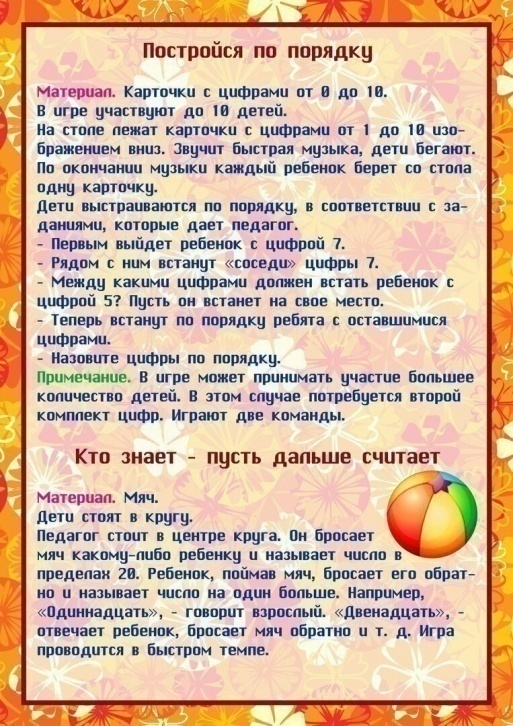 Постройся по порядку
Материал. Карточки с цифрами от 0 до 10.
В игре участвуют до 10 детей.
На столе лежат карточки с цифрами от 1 до 10 изо-
бражением вниз. Звучит быстрая музыка, дети бегают.
По окончании музыки каждый ребенок берет со стола
одну карточку.
Дети выстраиваются по порядку, в соответствии с за-
даниями, которые дает педагог.
- Первым выйдет ребенок с цифрой 7.
- Рядом с ним встанут «соседи» цифры 7.
- Между какими цифрами должен встать ребенок с
цифрой 5? Пусть он встанет на свое место.
- Теперь встанут по порядку ребята с оставшимися
цифрами.
- Назовите цифры по порядку.
Примечание. В игре может принимать участие большее
количество детей. В этом случае потребуется второй
комплект цифр. Играют две команды.
Кто знает - пусть дальше считает
Материал. Мяч.
Дети стоят в кругу.
Педагог стоит в центре круга. Он бросает
мяч какому-либо ребенку и называет число в
пределах 20. Ребенок, поймав мяч, бросает его обрат-
но и называет число на один больше. Например,
«Одиннадцать», - говорит взрослый. «Двенадцать», -
отвечает ребенок, бросает мяч обратно и т. д. Игра
проводится в быстром темпе.